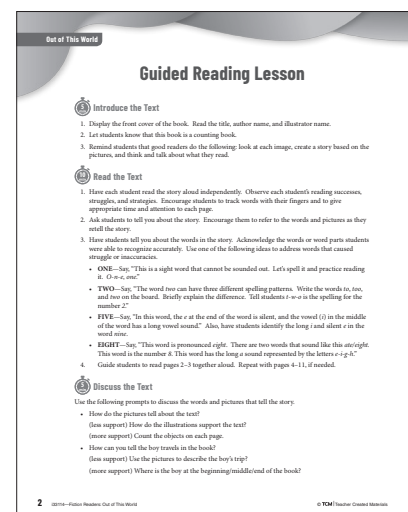 Out of This World
Guided Reading Lesson
Introduce the Text
1. Display the front cover of the book. Read the title, author name, and illustrator name.
2. Let students know that this book is a counting book.
3. Remind students that good readers do the following: look at each image, create a story based on the
pictures, and think and talk about what they read.
Read the Text
1. Have each student read the story aloud independently. Observe each student's reading successes,
struggles, and strategies. Encourage students to track words with their fingers and to give
appropriate time and attention to each page.
2. Ask students to tell you about the story. Encourage them to refer to the words and pictures as they
retell the story.
3. Have students tell you about the words in the story. Acknowledge the words or word parts students
were able to recognize accurately. Use one of the following ideas to address words that caused
struggle or inaccuracies.
• ONE—Say, "This is a sight word that cannot be sounded out. Let's spell it and practice reading
it. O-n-e, one."
• TWO—Say, "The word two can have three different spelling patterns. Write the words to, too,
and two on the board. Briefly explain the difference. Tell students t-w-o is the spelling for the
number 2."
• FIVE—Say, "In this word, the e at the end of the word is silent, and the vowel (i) in the middle
of the word has a long vowel sound." Also, have students identify the long i and silent e in the
word nine.
• EIGHT—Say, "This word is pronounced eight. There are two words that sound like this: ate/eight.
This word is the number 8. This word has the long a sound represented by the letters e-i-g-h."
4. Guide students to read pages 2–3 together aloud. Repeat with pages 4–11, if needed.
Discuss the Text
Use the following prompts to discuss the words and pictures that tell the story.
• How do the pictures tell about the text?
(less support) How do the illustrations support the text?
(more support) Count the objects on each page.
• How can you tell the boy travels in the book?
(less support) Use the pictures to describe the boy's trip?
(more support) Where is the boy at the beginning/middle/end of the book?
2 —Fiction Readers: Out of This World
© TCM | Teacher Created Materials